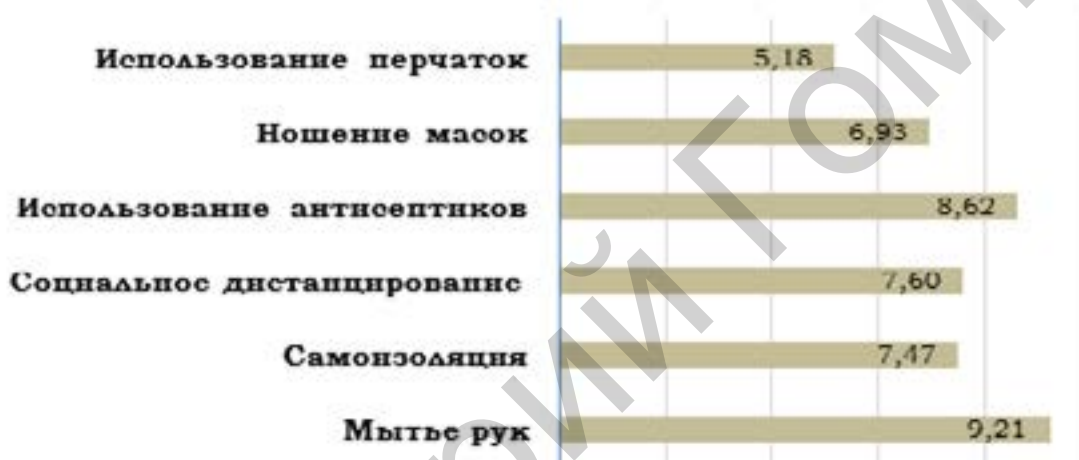 Использование перчаток 5,18
Ношение масок 6,93
Использование антисептиков 8,62
Социальное дистанцирование 7,60
Самоизоляция 7,47
Мытье рук 9,21